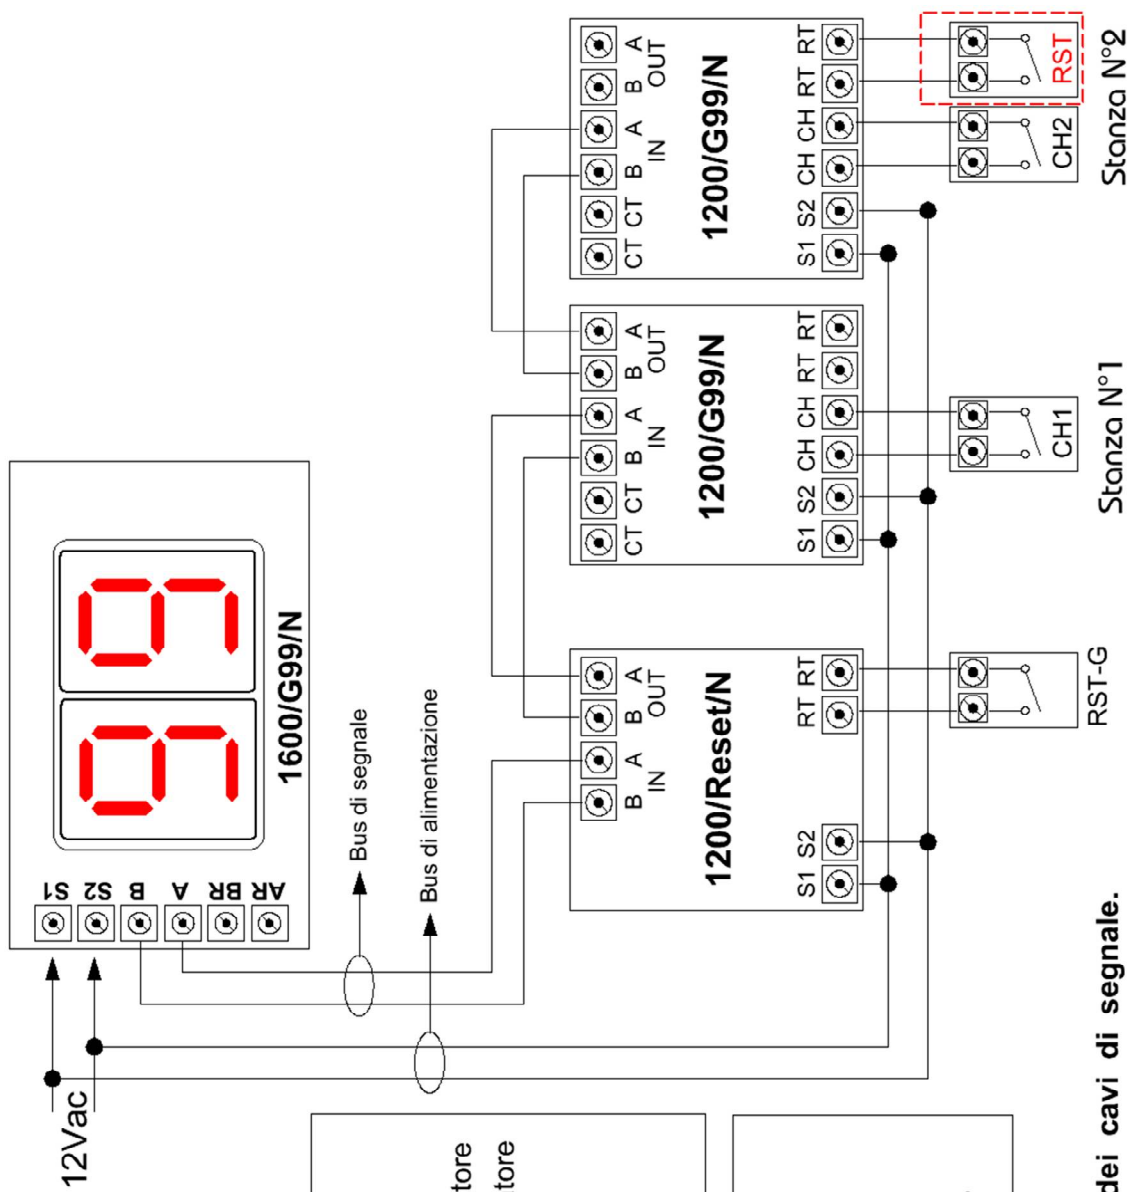 12Vac
S1
S2
B
A
BR
AR
99
1600/G99/N
Bus di segnale
Bus di alimentazione
B A B A
IN OUT
1200/Reset/N
S1 S2 RT RT
RST-G
CT CT B A B A
IN OUT
1200/G99/N
S1 S2 CH CH RT RT
CH1
Stanza N°1
CT CT B A B A
IN OUT
1200/G99/N
S1 S2 CH CH RT RT
CH2
RST
Stanza N°2
tore
tore
dei cavi di segnale.